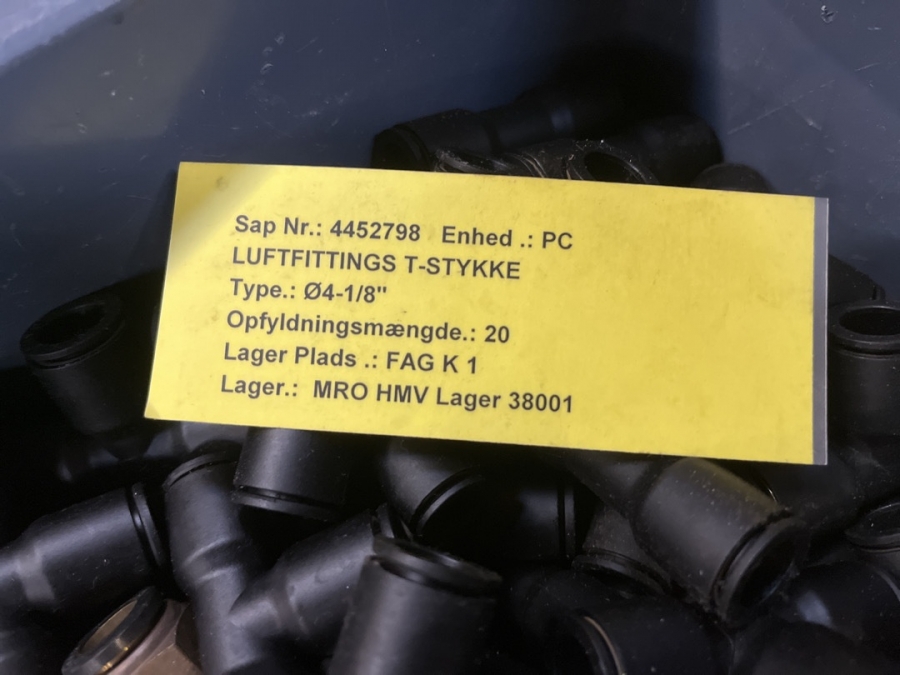 Sap Nr.: 4452798 Enhed .: PC
LUFTFITTINGS T-STYKKE
Type.: Ø4-1/8"
Opfyldningsmængde.: 20
Lager Plads .: FAG K 1
Lager.: MRO HMV Lager 38001